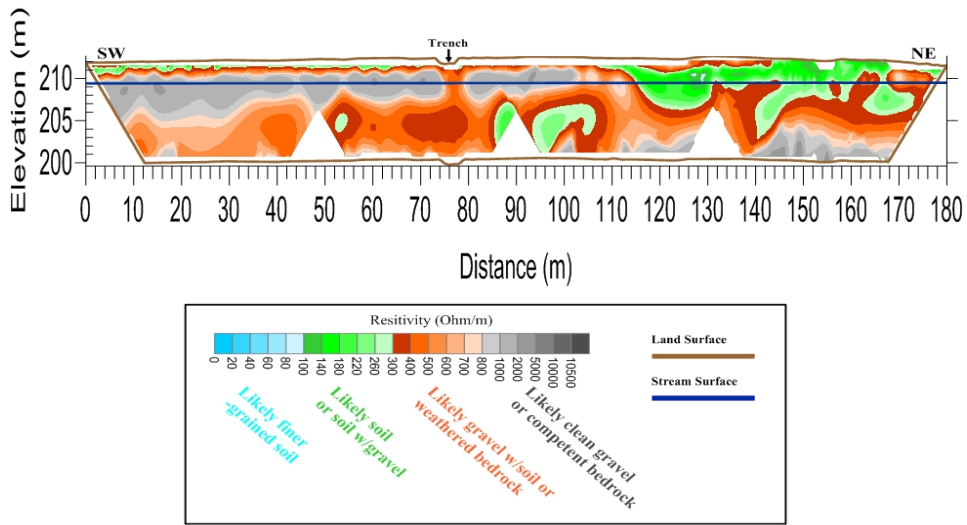 Trench
SW
NE
Elevation (m)
210
205
200
0 10 20 30 40 50 60 70 80 90 100 110 120 130 140 150 160 170 180
Distance (m)
Resitivity (Ohm/m)
0 20 40 60 80 100 140 180 220 260 300 400 500 600 700 800 1000 2000 5000 10000 10500
Likely finer
-grained soil
Likely soil
or soil w/gravel
Likely gravel w/soil or
weathered bedrock
Likely clean gravel
or competent bedrock
Land Surface
Stream Surface